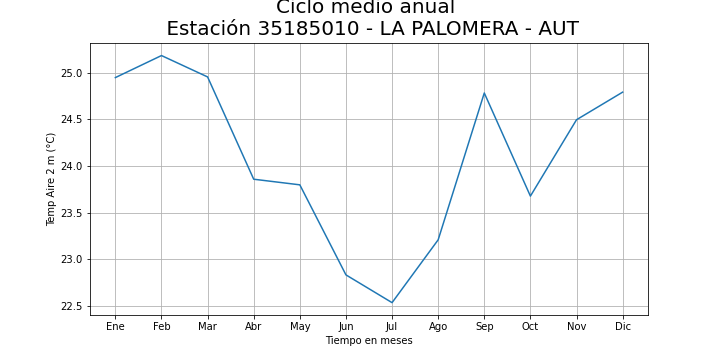 Ciclo medio anual
Estación 35185010 - LA PALOMERA - AUT
Temp Aire 2 m (°C)
25.0
24.5
24.0
23.5
23.0
22.5
Ene Feb Mar Abr May Jun Jul Ago Sep Oct Nov Dic
Tiempo en meses